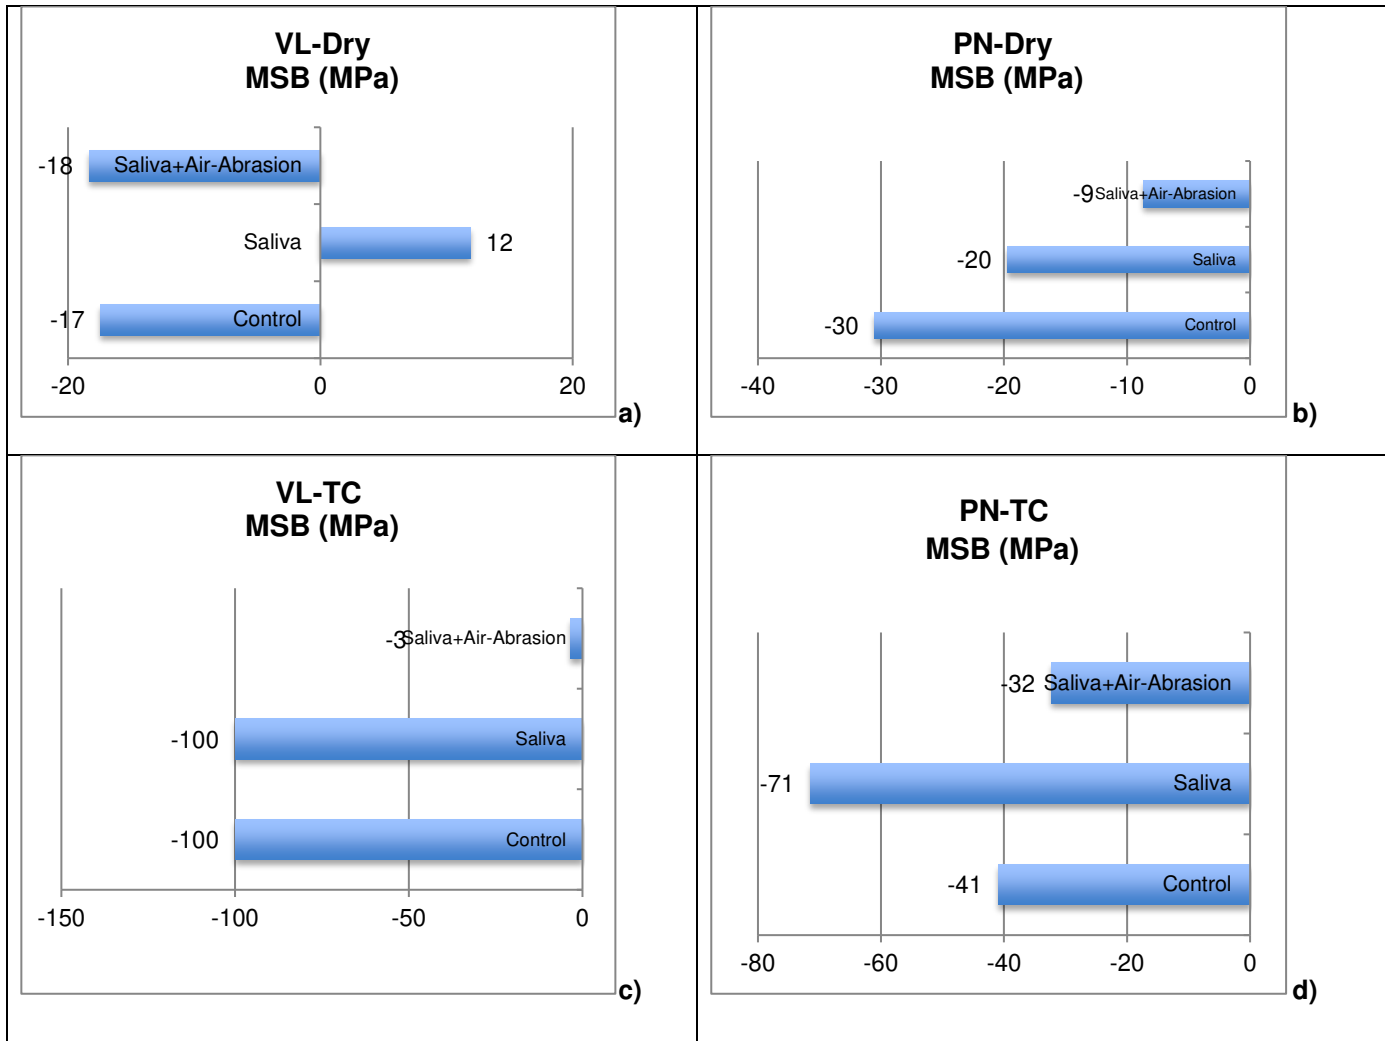 VL-Dry
MSB (MPa)
-18 Saliva+Air-Abrasion
Saliva 12
-17 Control
-20 0 20
a)
PN-Dry
MSB (MPa)
-9 Saliva+Air-Abrasion
-20 Saliva
-30 Control
-40 -30 -20 -10 0
b)
VL-TC
MSB (MPa)
-3 Saliva+Air-Abrasion
-100 Saliva
-100 Control
-150 -100 -50 0
c)
PN-TC
MSB (MPa)
-32 Saliva+Air-Abrasion
-71 Saliva
-41 Control
-80 -60 -40 -20 0
d)